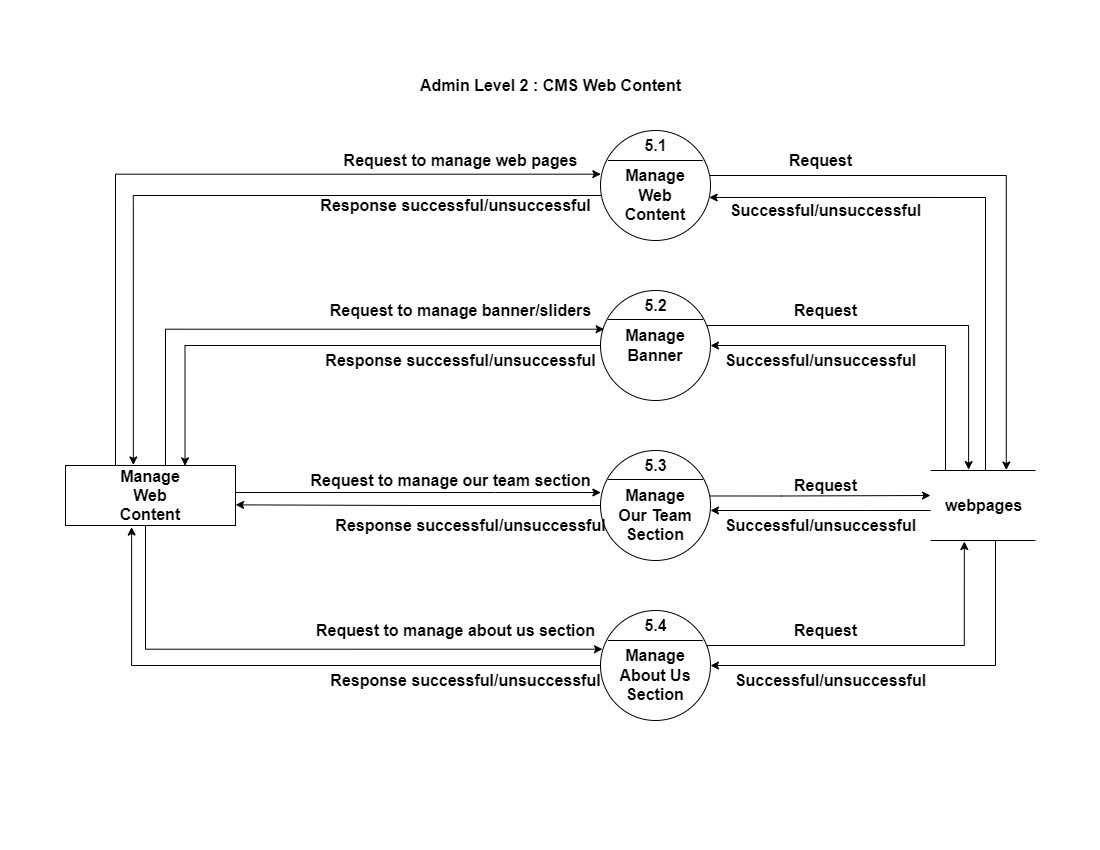 Admin Level 2 : CMS Web Content
5.1
Request to manage web pages
Request
Manage
Web
Content
Response successful/unsuccessful
Successful/unsuccessful
5.2
Request to manage banner/sliders
Request
Manage
Banner
Response successful/unsuccessful
Successful/unsuccessful
5.3
Manage
Web
Content
Request to manage our team section
Request
Manage
Our Team
Section
webpages
Response successful/unsuccessful
Successful/unsuccessful
5.4
Request to manage about us section
Request
Manage
About Us
Section
Response successful/unsuccessful
Successful/unsuccessful